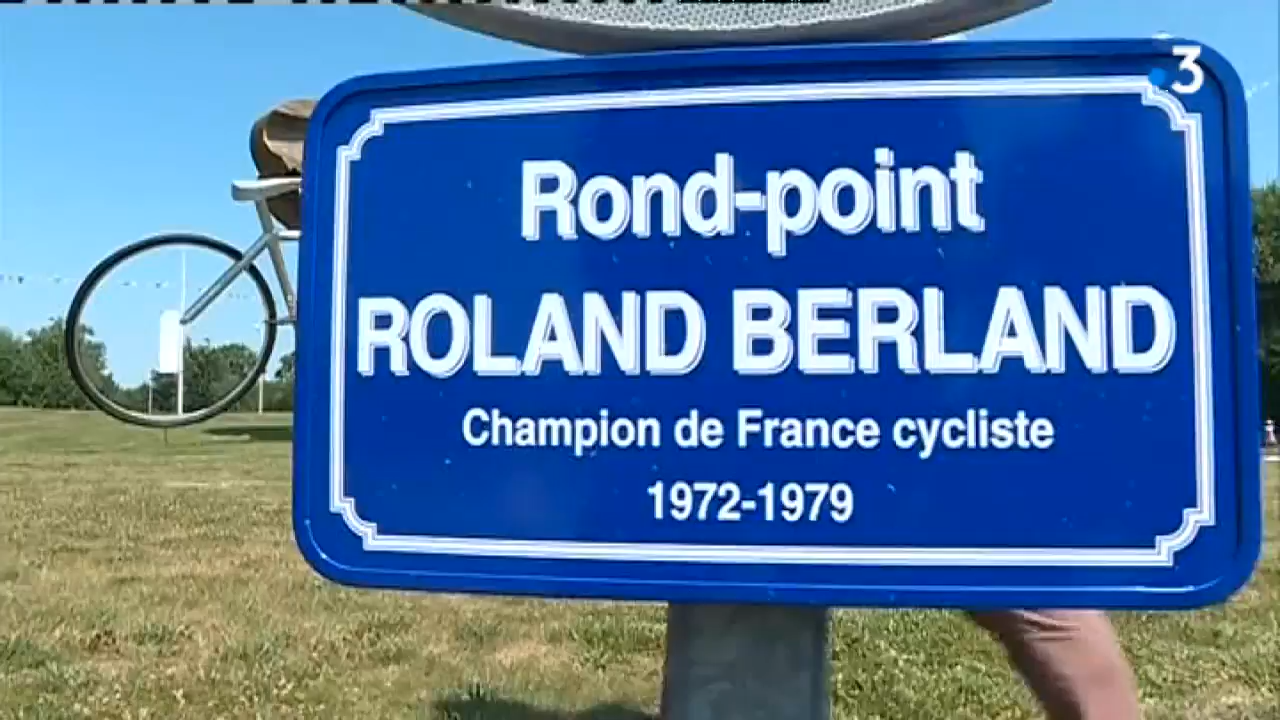 3
Rond-point
ROLAND BERLAND
Champion de France cycliste
1972-1979